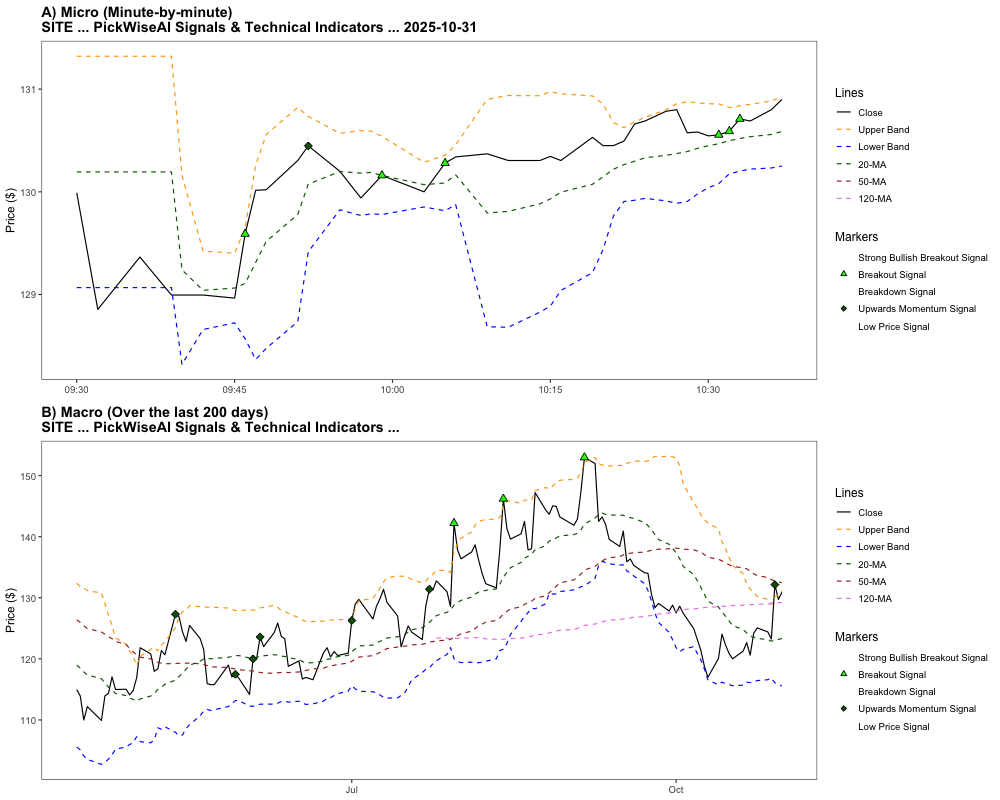 A) Micro (Minute-by-minute)
SITE ... PickWiseAI Signals & Technical Indicators ... 2025-10-31
Price ($)
131
130
129
09:30
09:45
10:00
10:15
10:30
Lines
Close
Upper Band
Lower Band
20-MA
50-MA
120-MA
Markers
Strong Bullish Breakout Signal
Breakout Signal
Breakdown Signal
Upwards Momentum Signal
Low Price Signal
B) Macro (Over the last 200 days)
SITE ... PickWiseAI Signals & Technical Indicators ...
Price ($)
150
140
130
120
110
Jul
Oct
Lines
Close
Upper Band
Lower Band
20-MA
50-MA
120-MA
Markers
Strong Bullish Breakout Signal
Breakout Signal
Breakdown Signal
Upwards Momentum Signal
Low Price Signal